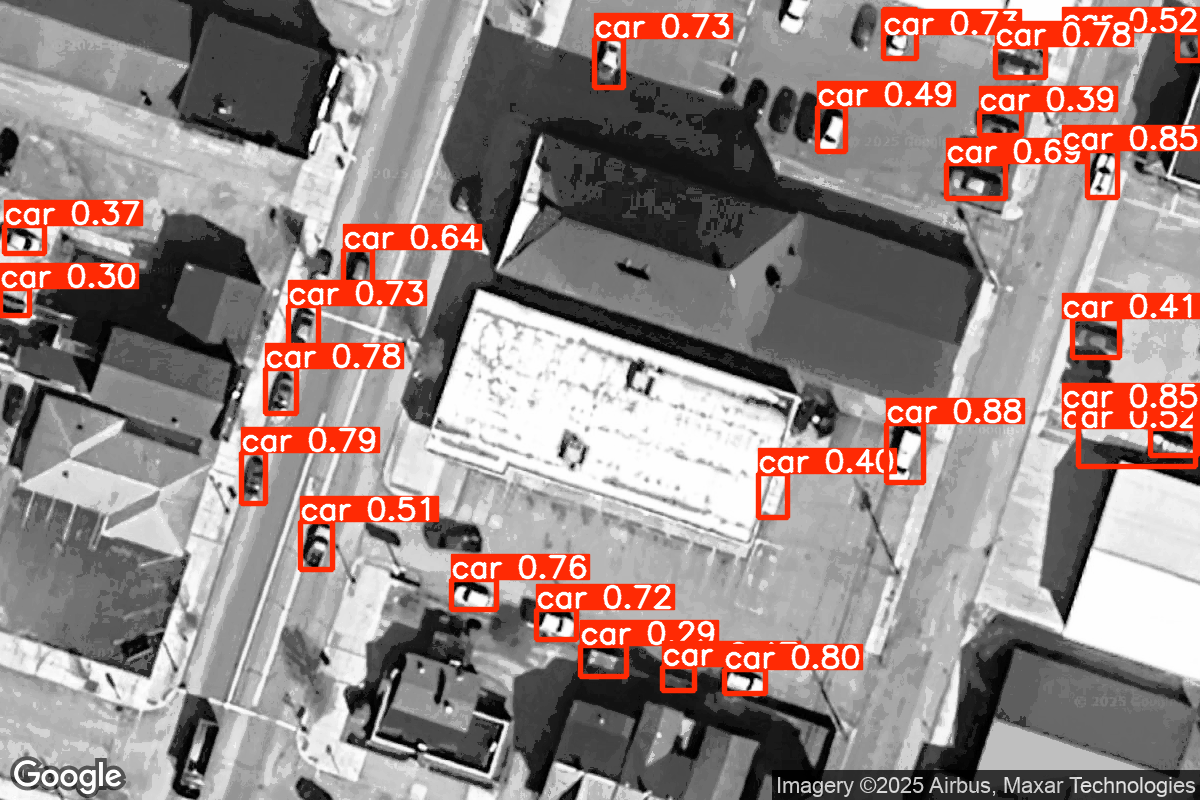 car 0.73
car 0.52
car 0.78
car 0.49
car 0.39
car 0.85
car 0.69
car 0.37
car 0.64
car 0.30
car 0.73
car 0.41
car 0.78
car 0.85
car 0.88
car 0.52
car 0.79
car 0.40
car 0.51
car 0.76
car 0.72
car 0.29
car
car 0.80
Google
Imagery ©2025 Airbus, Maxar Technologies